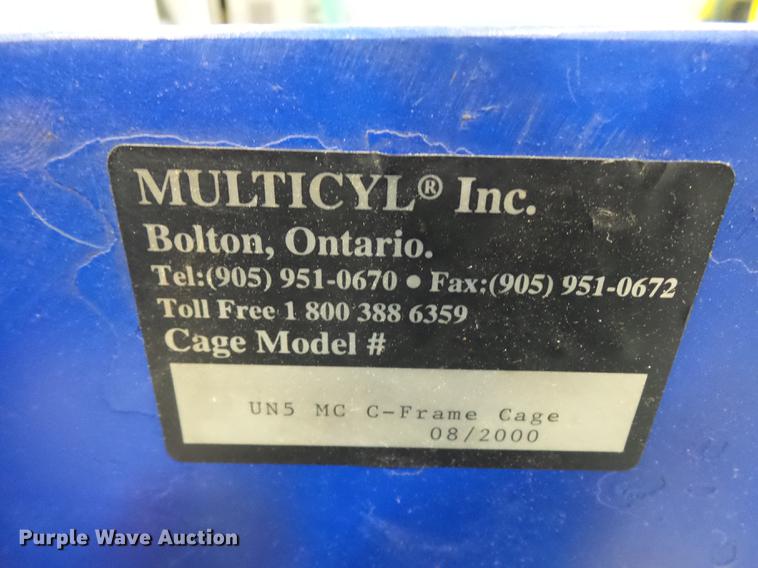 MULTICYL® Inc.
Bolton, Ontario.
Tel:(905) 951-0670 • Fax:(905) 951-0672
Toll Free 1 800 388 6359
Cage Model #
UN5 MC C-Frame Cage
08/2000
Purple Wave Auction